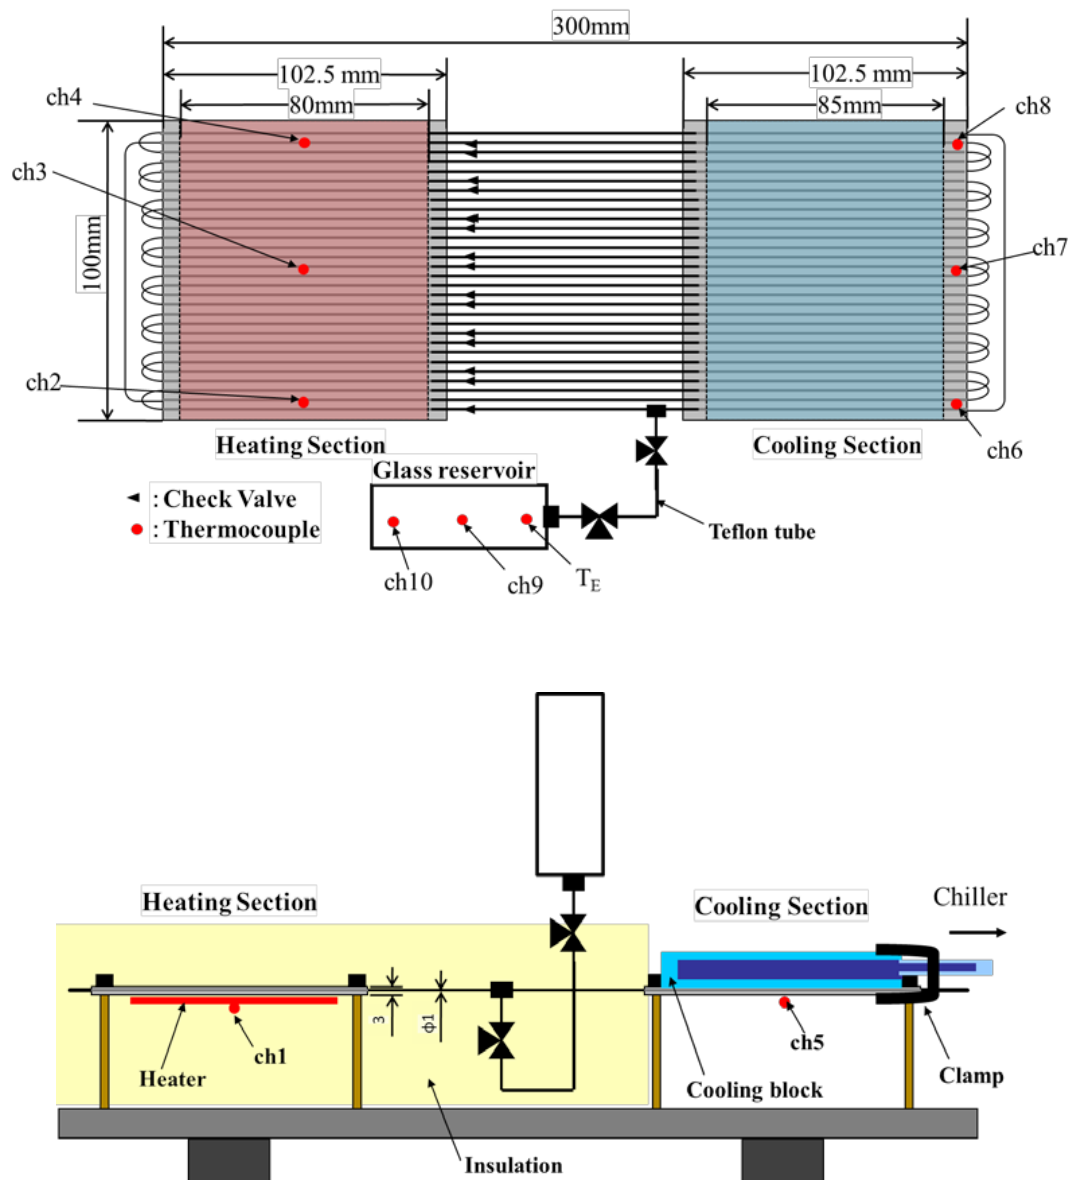 300mm
102.5 mm
102.5 mm
80mm
85mm
ch4
ch8
ch3
ch7
100mm
ch2
ch6
Heating Section
Cooling Section
Glass reservoir
: Check Valve
: Thermocouple
Teflon tube
ch10
ch9
TE
Heating Section
Cooling Section
Chiller
3
ф1
ch1
ch5
Heater
Cooling block
Clamp
Insulation